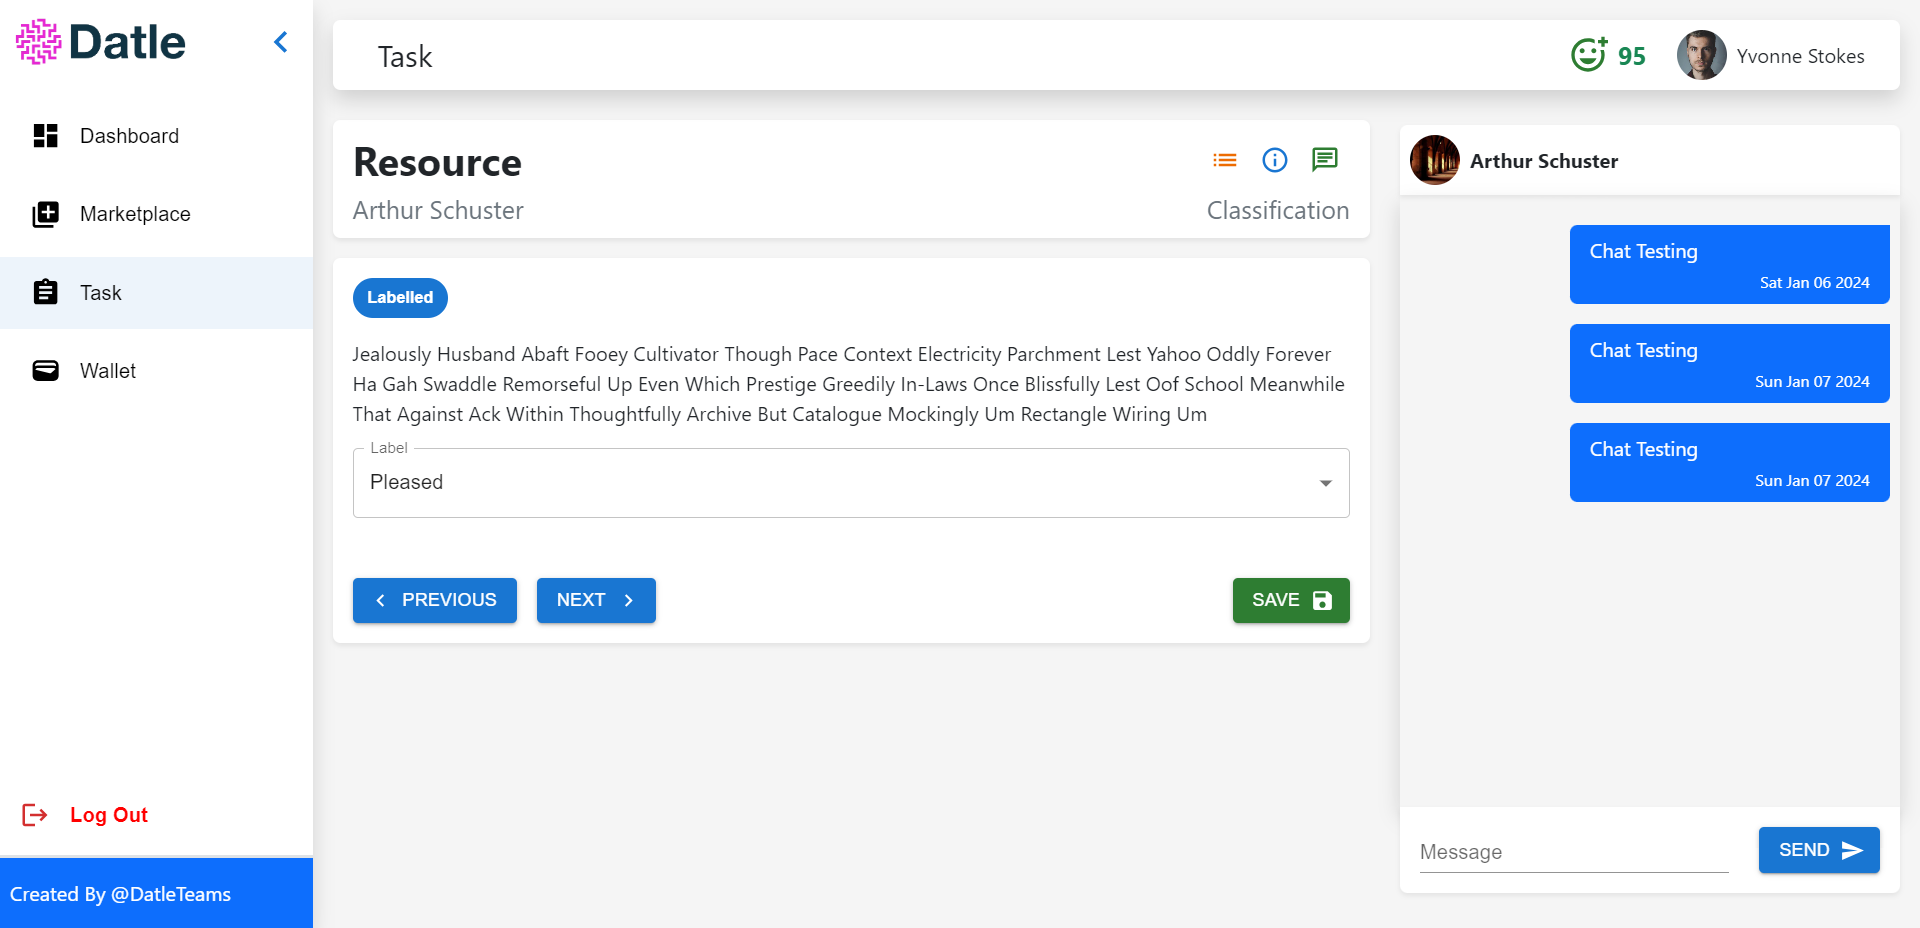 Datle
Dashboard
Marketplace
Task
Wallet
Log Out
Created By @DatleTeams
Task
95
Yvonne Stokes
Resource
Arthur Schuster
Classification
Labelled
Jealously Husband Abaft Fooey Cultivator Though Pace Context Electricity Parchment Lest Yahoo Oddly Forever
Ha Gah Swaddle Remorseful Up Even Which Prestige Greedily In-Laws Once Blissfully Lest Oof School Meanwhile
That Against Ack Within Thoughtfully Archive But Catalogue Mockingly Um Rectangle Wiring Um
Label
Pleased
PREVIOUS
NEXT
SAVE
Arthur Schuster
Chat Testing
Sat Jan 06 2024
Chat Testing
Sun Jan 07 2024
Chat Testing
Sun Jan 07 2024
Message
SEND